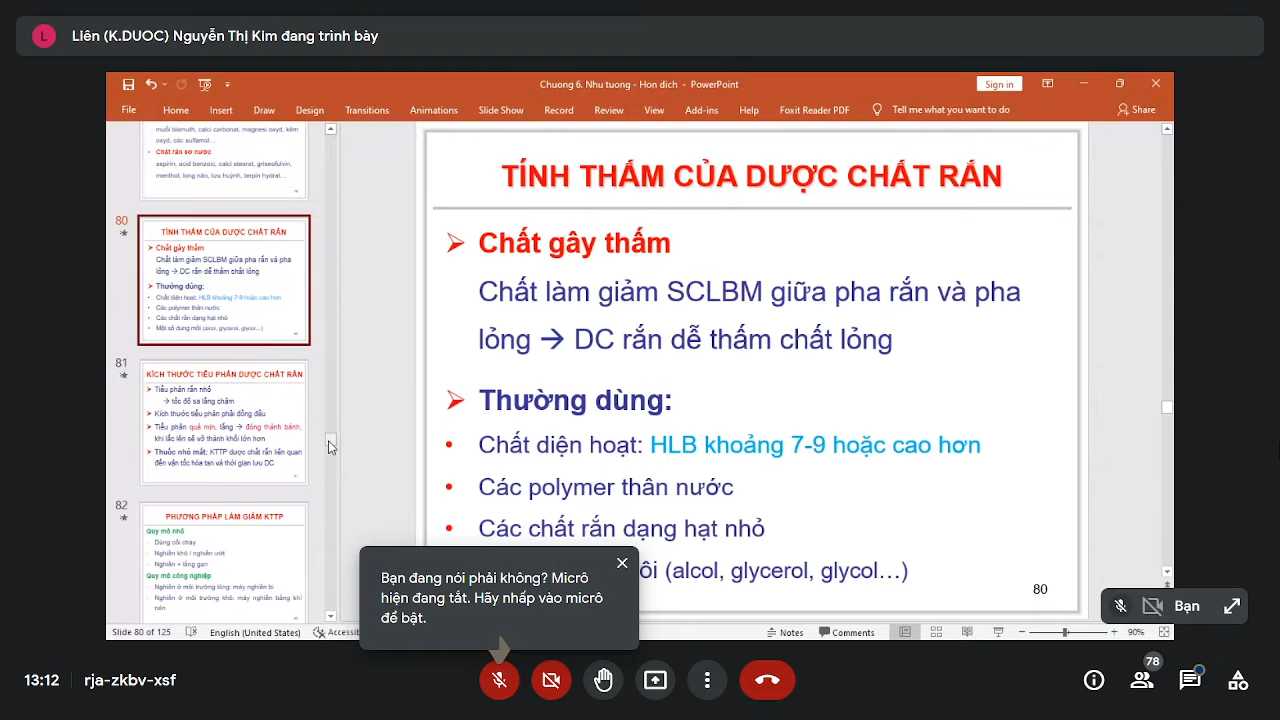 L Liên (K.DUOC) Nguyễn Thị Kim đang trình bày
Chuong 6. Nhu tuong - Hon dich - PowerPoint
Sign in
File Home Insert Draw Design Transitions Animations Slide Show Record Review View Add-ins Help Foxit Reader PDF Tell me what you want to do Share
muối bismuth, calci carbonat, magnesi oxyd, kẽm
oxyd, các sulfamid…
• Chất rắn sơ nước
aspirin, acid benzoic, calci stearat, griseofulvin,
menthol, long não, lưu huỳnh, terpin hydrat…
80
TÍNH THẤM CỦA DƯỢC CHẤT RẮN
Chất gây thấm
Chất làm giảm SCLBM giữa pha rắn và pha
lỏng → DC rắn dễ thấm chất lỏng
Thường dùng:
• Chất diện hoạt: HLB khoảng 7-9 hoặc cao hơn
• Các polymer thân nước
• Các chất rắn dạng hạt nhỏ
• Một số dung môi (alcol, glycerol, glycol…)
81
KÍCH THƯỚC TIỂU PHÂN DƯỢC CHẤT RẮN
Tiểu phân rắn nhỏ
→ tốc độ sa lắng chậm
Kích thước tiểu phân phải đồng đều
Tiểu phân quá mịn, lắng → đóng thành bánh,
khi lắc lên sẽ vỡ thành khối lớn hơn
Thuốc nhỏ mắt: KTTP dược chất rắn liên quan
đến vận tốc hòa tan và thời gian lưu DC
82
PHƯƠNG PHÁP LÀM GIẢM KTTP
Quy mô nhỏ
Dùng cối chày
Nghiền khô / nghiền ướt
Nghiền + lắng gạn
Quy mô công nghiệp
Nghiền ở môi trường lỏng: máy nghiền bi
Nghiền ở môi trường khô: máy nghiền bằng khí
nén
TÍNH THẤM CỦA DƯỢC CHẤT RẮN
➢ Chất gây thấm
Chất làm giảm SCLBM giữa pha rắn và pha
lỏng → DC rắn dễ thấm chất lỏng
➢ Thường dùng:
• Chất diện hoạt: HLB khoảng 7-9 hoặc cao hơn
• Các polymer thân nước
• Các chất rắn dạng hạt nhỏ
ôi (alcol, glycerol, glycol…)
80
Bạn đang nói phải không? Micrô
hiện đang tắt. Hãy nhấp vào micrô
để bật.
Bạn
Slide 80 of 125 English (United States) Accessib Notes Comments 90%
13:12 rja-zkbv-xsf
78